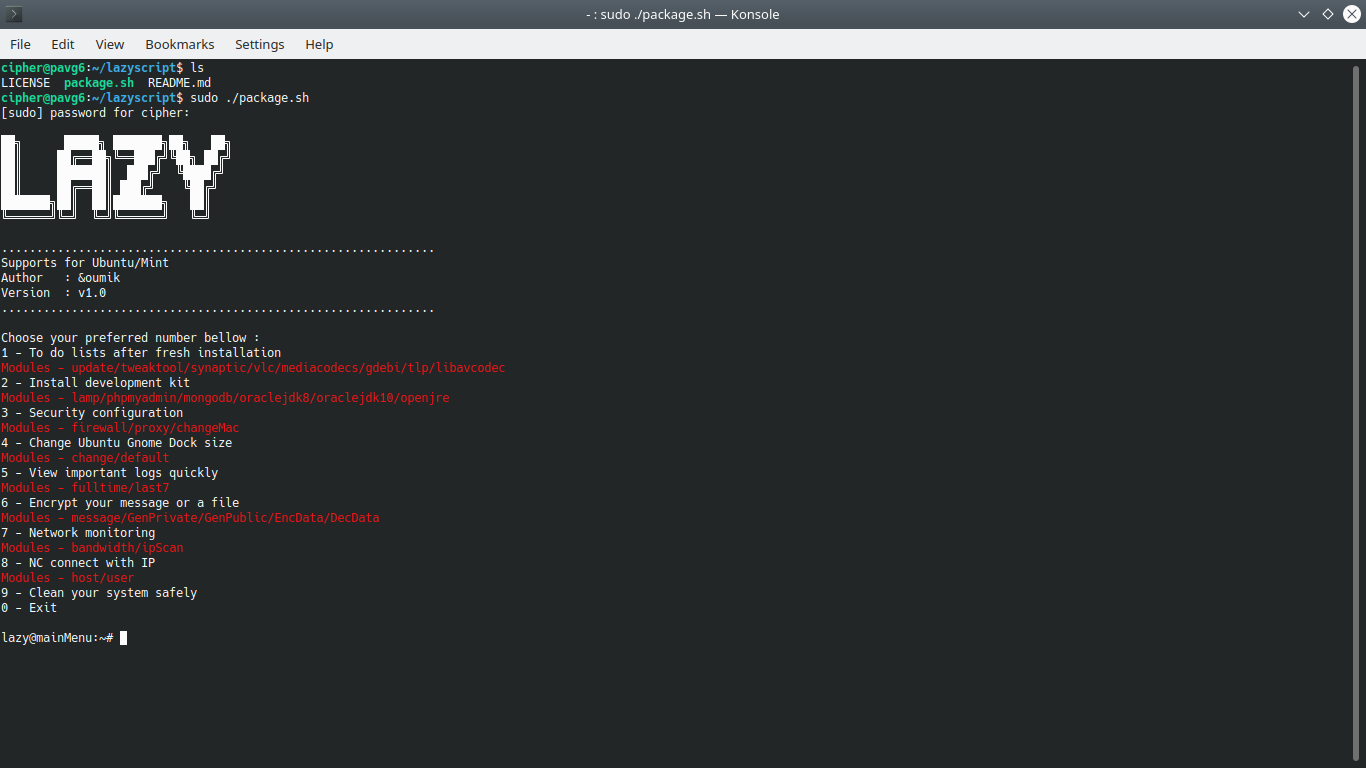 - : sudo ./package.sh — Konsole
File Edit View Bookmarks Settings Help
cipher@pavg6:~/lazyscript$ ls
LICENSE  package.sh  README.md
cipher@pavg6:~/lazyscript$ sudo ./package.sh
[sudo] password for cipher:
LAZY
..............................................................
Supports for Ubuntu/Mint
Author   : &oumik
Version  : v1.0
..............................................................
Choose your preferred number bellow :
1 - To do lists after fresh installation
Modules - update/tweaktool/synaptic/vlc/mediacodecs/gdebi/tlp/libavcodec
2 - Install development kit
Modules - lamp/phpmyadmin/mongodb/oraclejdk8/oraclejdk10/openjre
3 - Security configuration
Modules - firewall/proxy/changeMac
4 - Change Ubuntu Gnome Dock size
Modules - change/default
5 - View important logs quickly
Modules - fulltime/last7
6 - Encrypt your message or a file
Modules - message/GenPrivate/GenPublic/EncData/DecData
7 - Network monitoring
Modules - bandwidth/ipScan
8 - NC connect with IP
Modules - host/user
9 - Clean your system safely
0 - Exit
lazy@mainMenu:~#